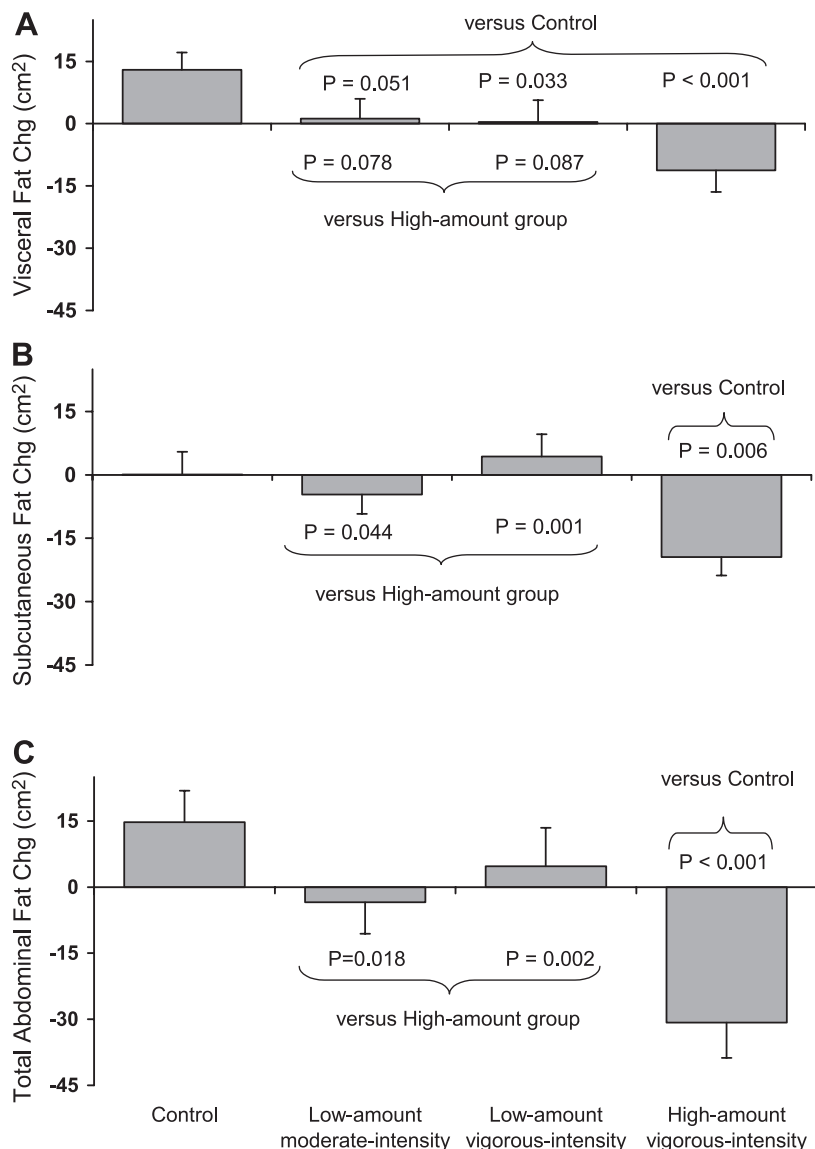 A
versus Control
P = 0.051
P = 0.033
P < 0.001
P = 0.078
P = 0.087
versus High-amount group
Visceral Fat Chg (cm²)
15
0
-15
-30
-45
B
versus Control
P = 0.006
P = 0.044
P = 0.001
versus High-amount group
Subcutaneous Fat Chg (cm²)
15
0
-15
-30
-45
C
versus Control
P < 0.001
P=0.018
P = 0.002
versus High-amount group
Total Abdominal Fat Chg (cm²)
15
0
-15
-30
-45
Control
Low-amount
moderate-intensity
Low-amount
vigorous-intensity
High-amount
vigorous-intensity